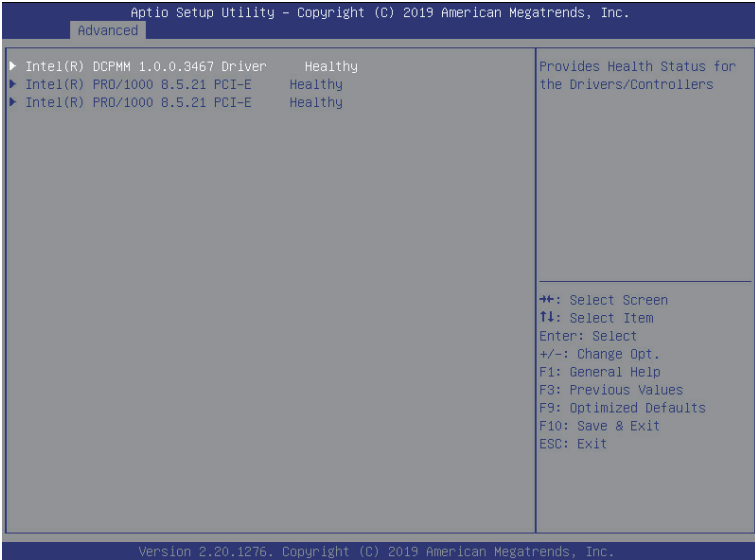 Aptio Setup Utility – Copyright (C) 2019 American Megatrends, Inc.
Advanced
Intel(R) DCPMM 1.0.0.3467 Driver Healthy
Intel(R) PRO/1000 8.5.21 PCI-E Healthy
Intel(R) PRO/1000 8.5.21 PCI-E Healthy
Provides Health Status for
the Drivers/Controllers
→←: Select Screen
↑↓: Select Item
Enter: Select
+/-: Change Opt.
F1: General Help
F3: Previous Values
F9: Optimized Defaults
F10: Save & Exit
ESC: Exit
Version 2.20.1276. Copyright (C) 2019 American Megatrends, Inc.